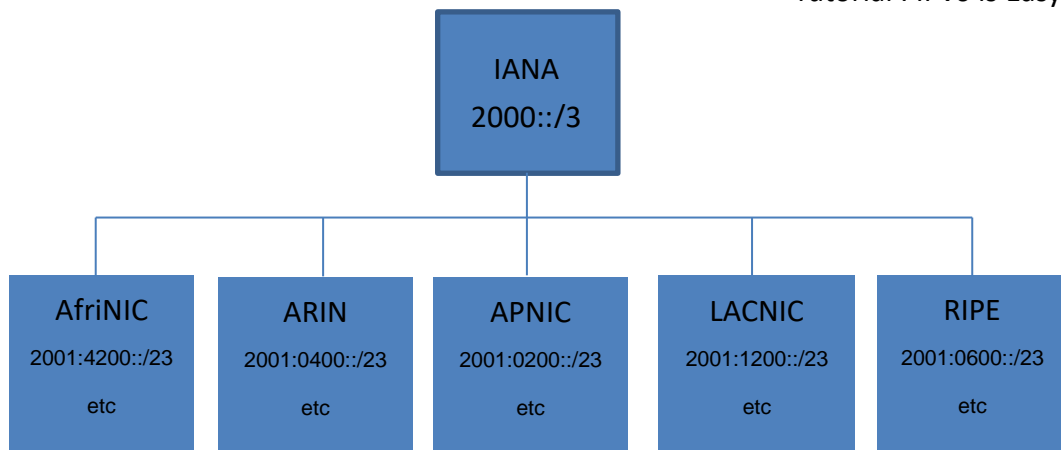 IANA
2000::/3
AfriNIC
2001:4200::/23
etc
ARIN
2001:0400::/23
etc
APNIC
2001:0200::/23
etc
LACNIC
2001:1200::/23
etc
RIPE
2001:0600::/23
etc